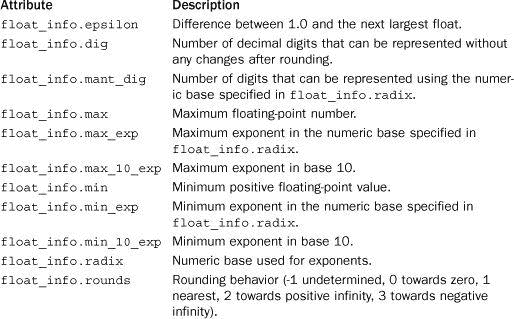 Attribute Description
float_info.epsilon Difference between 1.0 and the next largest float.
float_info.dig Number of decimal digits that can be represented without
any changes after rounding.
float_info.mant_dig Number of digits that can be represented using the numer-
ic base specified in float_info.radix.
float_info.max Maximum floating-point number.
float_info.max_exp Maximum exponent in the numeric base specified in
float_info.radix.
float_info.max_10_exp Maximum exponent in base 10.
float_info.min Minimum positive floating-point value.
float_info.min_exp Minimum exponent in the numeric base specified in
float_info.radix.
float_info.min_10_exp Minimum exponent in base 10.
float_info.radix Numeric base used for exponents.
float_info.rounds Rounding behavior (-1 undetermined, 0 towards zero, 1
nearest, 2 towards positive infinity, 3 towards negative
infinity).